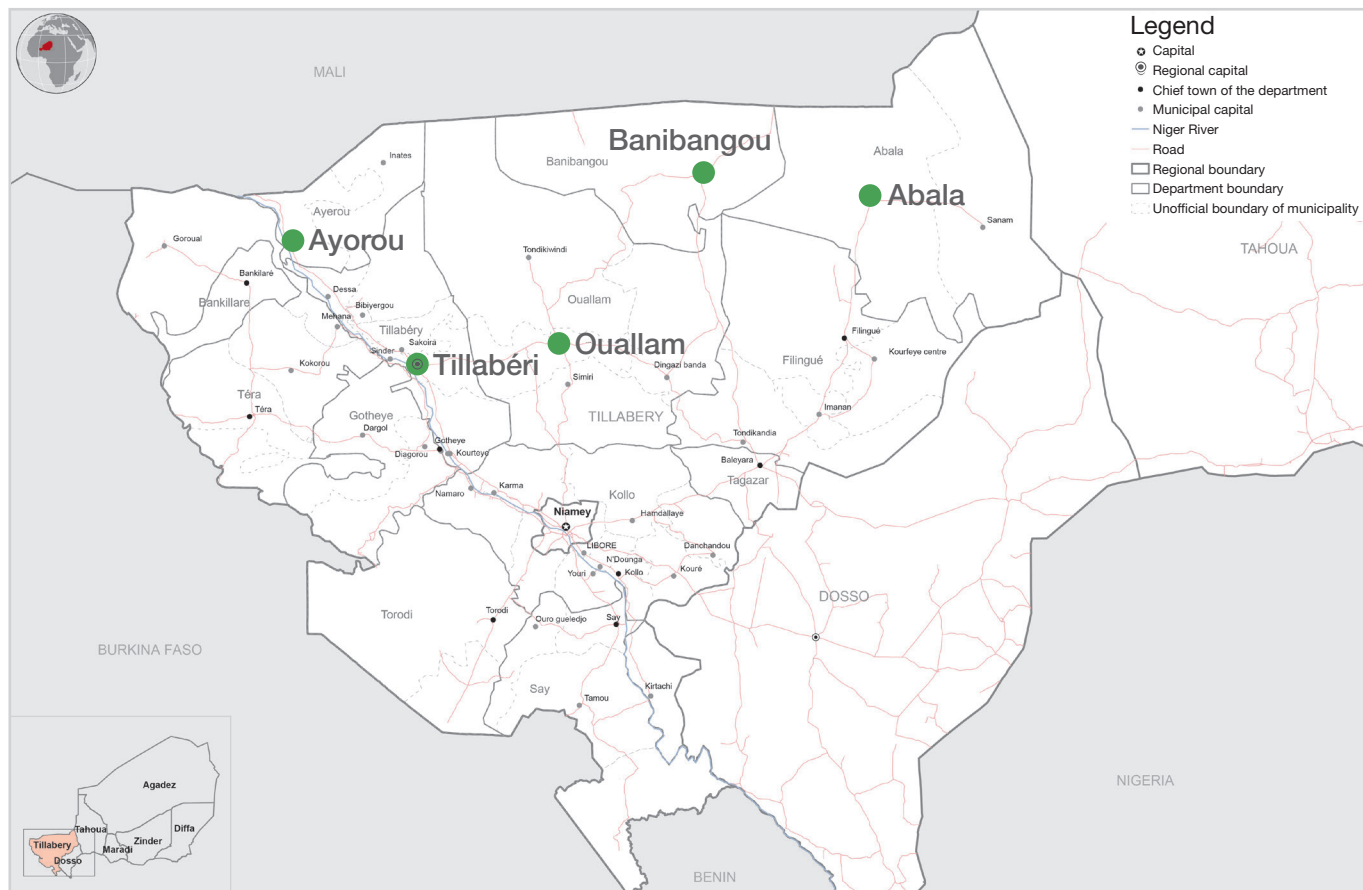 Legend
Capital
Regional capital
Chief town of the department
Municipal capital
Niger River
Road
Regional boundary
Department boundary
Unofficial boundary of municipality
MALI
Banibangou
Banibangou
Abala
Inates
Abala
Ayerou
Sanam
Goroual
Ayorou
TAHOUA
Tondikiwindi
Bankilaré
Dessa
Bankillare
Bibiyergou
Ouallam
Mehana
Tillabéry
Filingué
Sakoira
Ouallam
Sinder
Kourfeye centre
Filingué
Tillabéri
Dingazi banda
Kokorou
Simiri
Téra
Téra
TILLABERY
Imanan
Gotheye
Dargol
Gotheye
Tondikandia
Diagorou
Kourteye
Baleyara
Tagazar
Namaro
Karma
Kollo
Niamey
Hamdallaye
LIBORE
Danchandou
N'Dounga
Youri
Kollo
Kouré
DOSSO
Torodi
Torodi
Ouro gueledjo
Say
BURKINA FASO
Say
Kirtachi
Tamou
NIGERIA
BENIN
Agadez
Tahoua
Diffa
Zinder
Tillabery
Maradi
Dosso